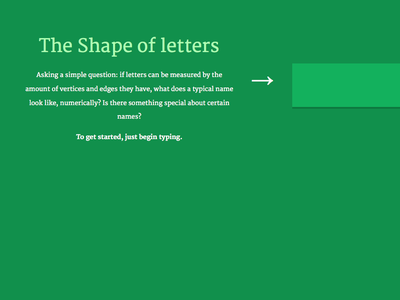 The Shape of letters
Asking a simple question: if letters can be measured by the
amount of vertices and edges they have, what does a typical name
look like, numerically? Is there something special about certain
names?
To get started, just begin typing.